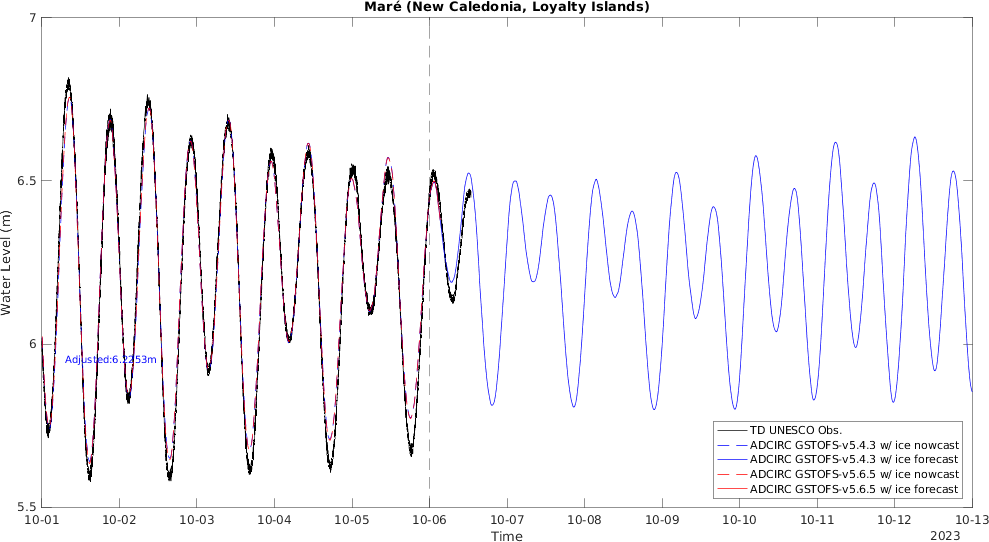 Maré (New Caledonia, Loyalty Islands)
Water Level (m)
7
6.5
6
5.5
Adjusted:6.2253m
TD UNESCO Obs.
ADCIRC GSTOFS-v5.4.3 w/ ice nowcast
ADCIRC GSTOFS-v5.4.3 w/ ice forecast
ADCIRC GSTOFS-v5.6.5 w/ ice nowcast
ADCIRC GSTOFS-v5.6.5 w/ ice forecast
10-01 10-02 10-03 10-04 10-05 10-06 10-07 10-08 10-09 10-10 10-11 10-12 10-13
Time
2023